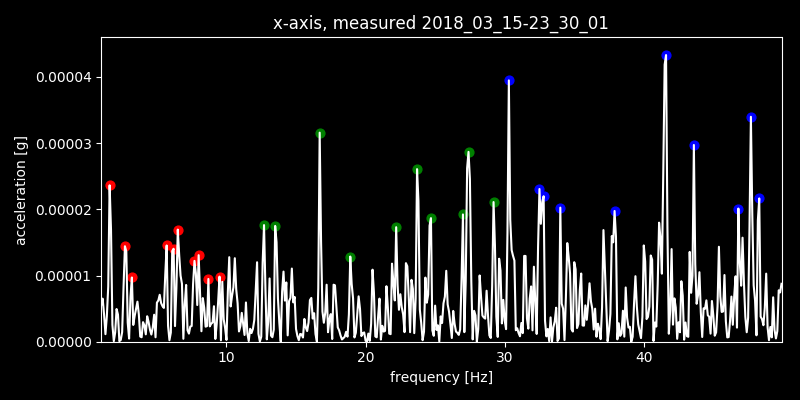 x-axis, measured 2018_03_15-23_30_01
acceleration [g]
0.00004
0.00003
0.00002
0.00001
0.00000
10 20 30 40
frequency [Hz]